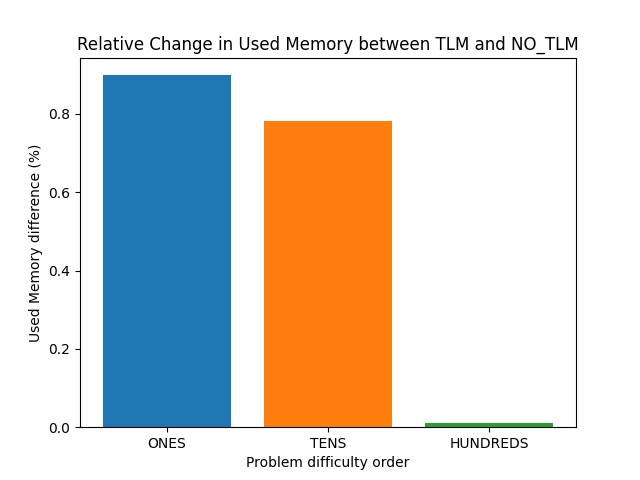 Relative Change in Used Memory between TLM and NO_TLM
Used Memory difference (%)
0.8
0.6
0.4
0.2
0.0
ONES TENS HUNDREDS
Problem difficulty order